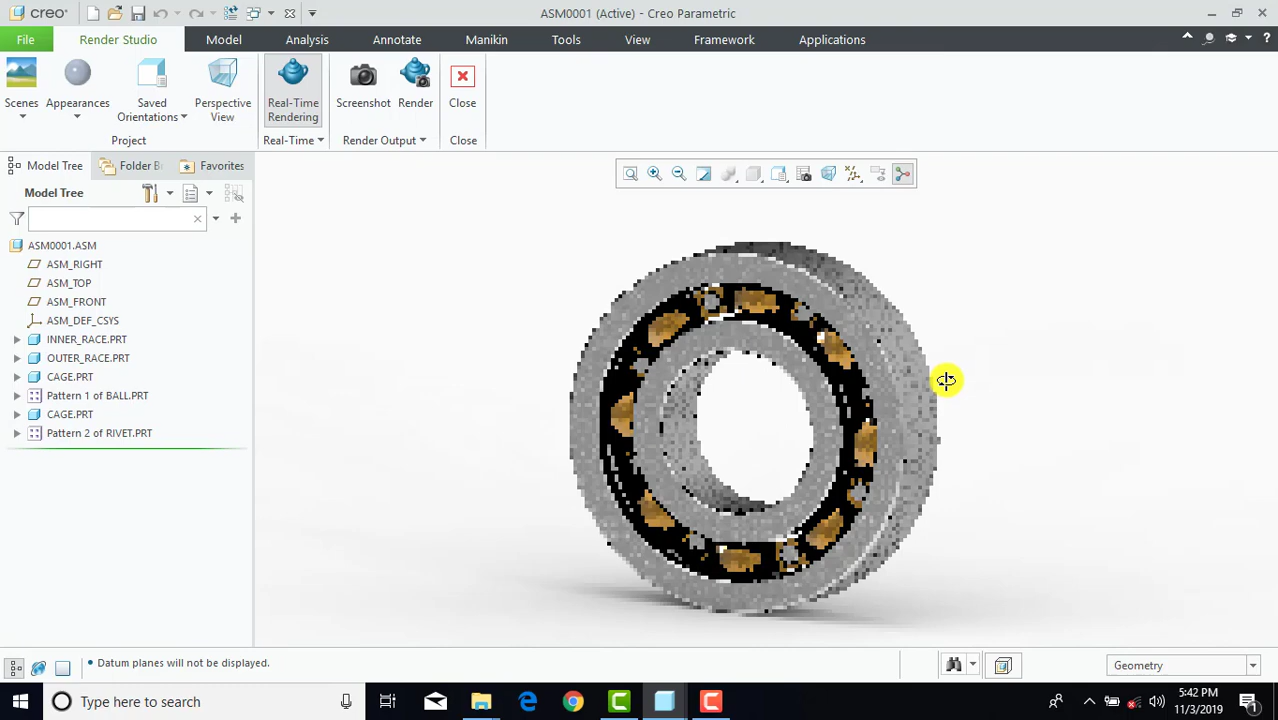 creo
ASM0001 (Active) - Creo Parametric
File
Render Studio
Model
Analysis
Annotate
Manikin
Tools
View
Framework
Applications
Scenes
Appearances
Saved Orientations
Perspective View
Real-Time Rendering
Screenshot
Render
Close
Project
Real-Time
Render Output
Close
Model Tree
Folder B
Favorites
Model Tree
ASM0001.ASM
ASM_RIGHT
ASM_TOP
ASM_FRONT
ASM_DEF_CSYS
INNER_RACE.PRT
OUTER_RACE.PRT
CAGE.PRT
Pattern 1 of BALL.PRT
CAGE.PRT
Pattern 2 of RIVET.PRT
• Datum planes will not be displayed.
Geometry
Type here to search
5:42 PM
11/3/2019
1